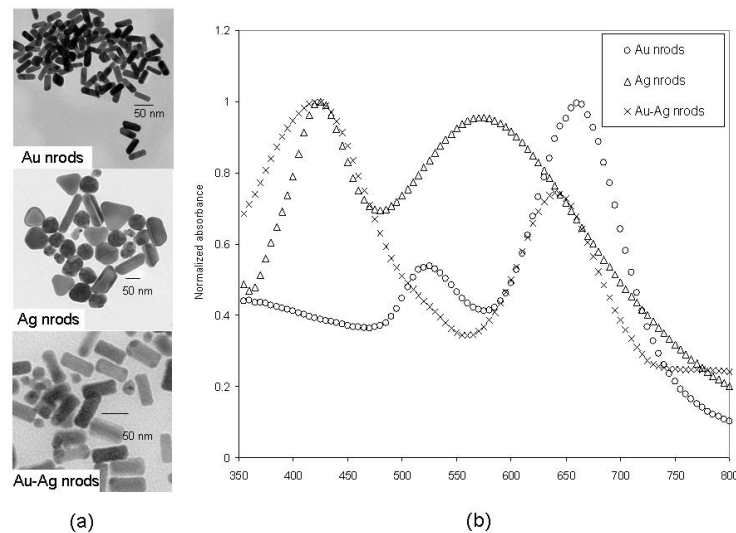 50 nm
Au nrods
50 nm
Ag nrods
50 nm
Au-Ag nrods
(a)
Normalized absorbance
1.2
1
0.8
0.6
0.4
0.2
0
350 400 450 500 550 600 650 700 750 800
Au nrods
Ag nrods
Au-Ag nrods
(b)